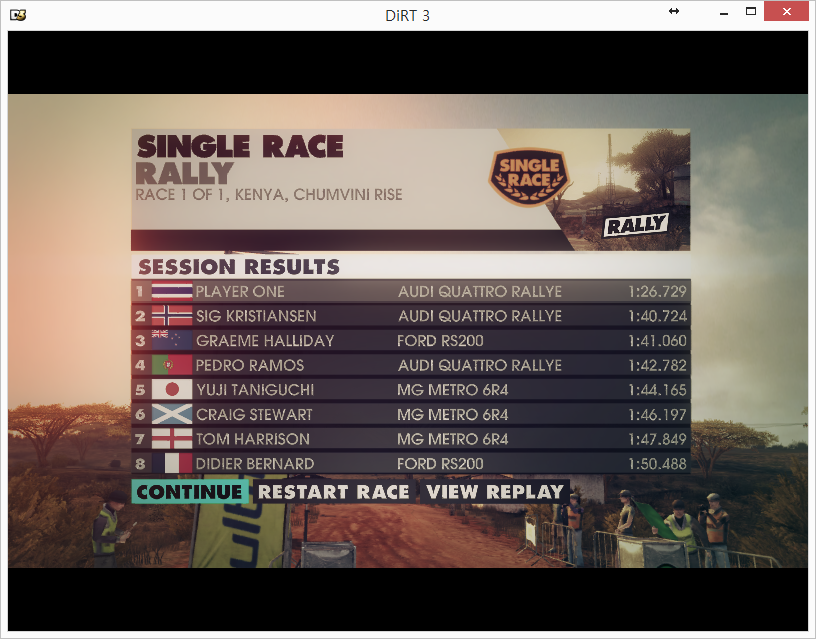 DiRT 3
SINGLE RACE
RALLY
RACE 1 OF 1, KENYA, CHUMVINI RISE
SINGLE
RACE
RALLY
SESSION RESULTS
1 PLAYER ONE AUDI QUATTRO RALLYE 1:26.729
2 SIG KRISTIANSEN AUDI QUATTRO RALLYE 1:40.724
3 GRAEME HALLIDAY FORD RS200 1:41.060
4 PEDRO RAMOS AUDI QUATTRO RALLYE 1:42.782
5 YUJI TANIGUCHI MG METRO 6R4 1:44.165
6 CRAIG STEWART MG METRO 6R4 1:46.197
7 TOM HARRISON MG METRO 6R4 1:47.849
8 DIDIER BERNARD FORD RS200 1:50.488
CONTINUE RESTART RACE VIEW REPLAY